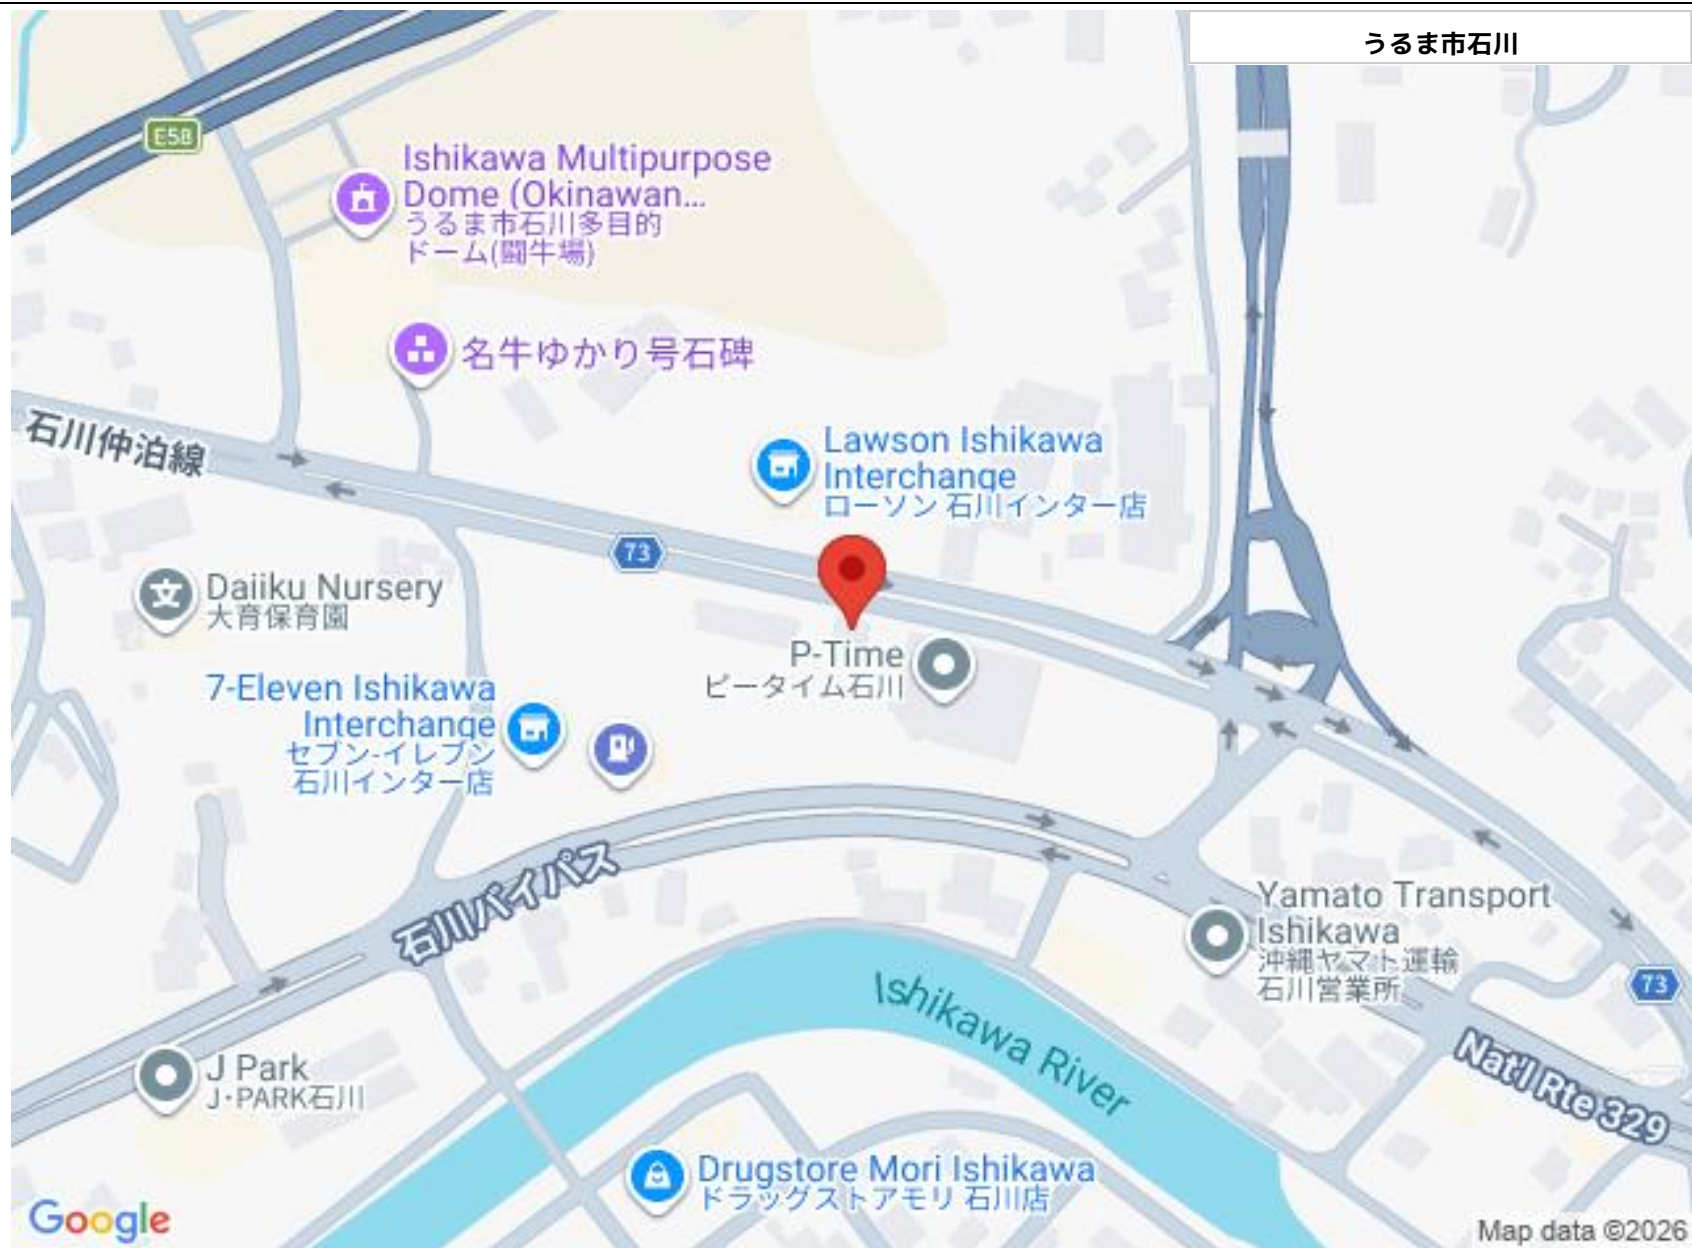 うるま市石川
E58
Ishikawa Multipurpose
Dome (Okinawan...
うるま市石川多目的
ドーム(闘牛場)
名牛ゆかり号石碑
石川仲泊線
Lawson Ishikawa
Interchange
ローソン 石川インター店
73
Daiiku Nursery
大育保育園
P-Time
ピータイム石川
7-Eleven Ishikawa
Interchange
セブン-イレブン
石川インター店
石川バイパス
Yamato Transport
Ishikawa
沖縄ヤマト運輸
石川営業所
73
Ishikawa River
Nat'l Rte 329
J Park
J・PARK石川
Drugstore Mori Ishikawa
ドラッグストアモリ 石川店
Google
Map data ©2026